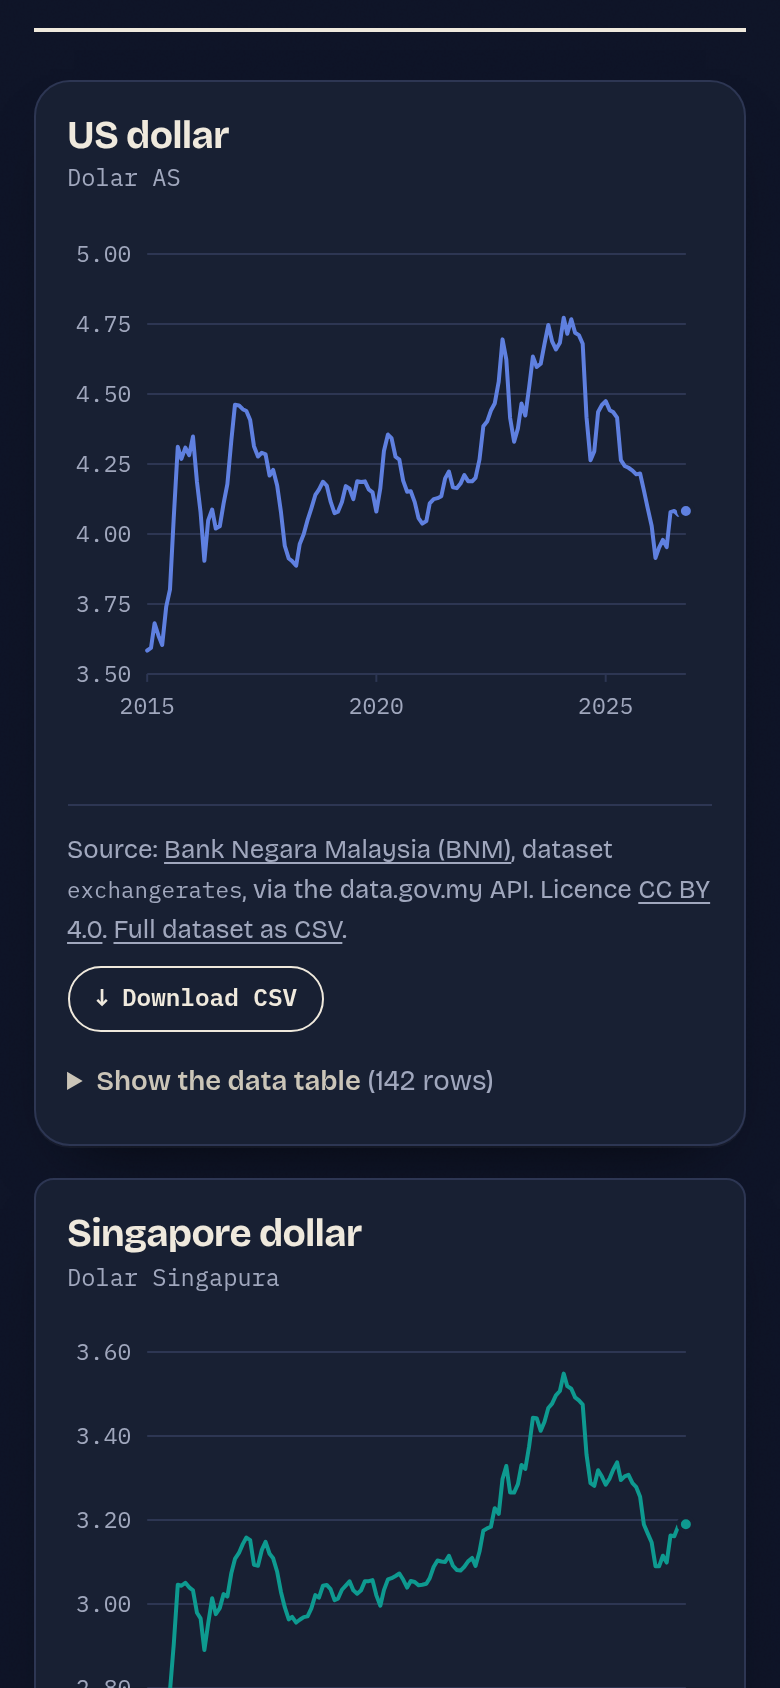 US dollar
Dolar AS
5.00
4.75
4.50
4.25
4.00
3.75
3.50
2015 2020 2025
Source: Bank Negara Malaysia (BNM), dataset
exchangerates, via the data.gov.my API. Licence CC BY
4.0. Full dataset as CSV.
↓ Download CSV
▶ Show the data table (142 rows)
Singapore dollar
Dolar Singapura
3.60
3.40
3.20
3.00
2.80